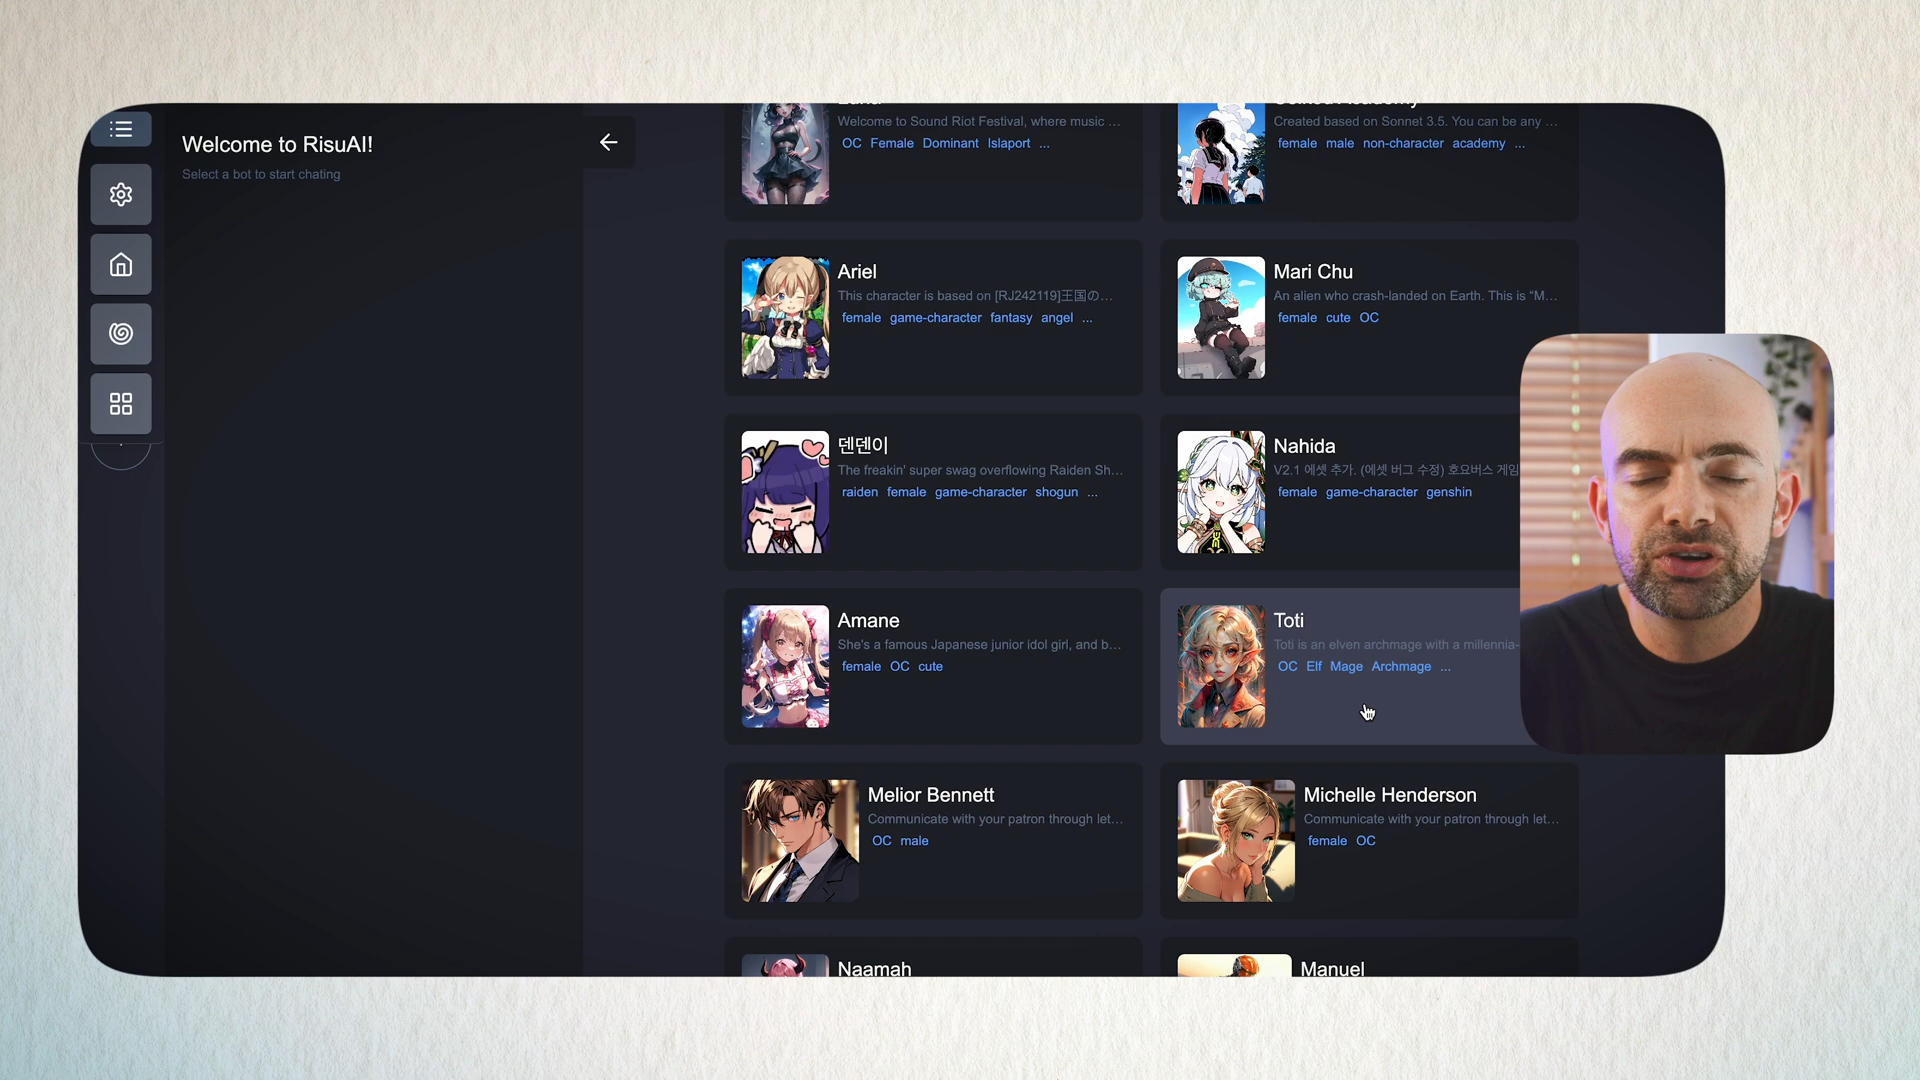 Welcome to RisuAI!
Select a bot to start chatting
Welcome to Sound Riot Festival, where music ...
OC Female Dominant Islaport ...
Created based on Sonnet 3.5. You can be any ...
female male non-character academy ...
Ariel
This character is based on [RJ242119]王国の...
female game-character fantasy angel ...
Mari Chu
An alien who crash-landed on Earth. This is “M...
female cute OC
덴덴이
The freakin' super swag overflowing Raiden Sh...
raiden female game-character shogun ...
Nahida
V2.1 에셋 추가. (에셋 버그 수정) 호요버스 게임
female game-character genshin
Amane
She's a famous Japanese junior idol girl, and b...
female OC cute
Toti
Toti is an elven archmage with a millennia-
OC Elf Mage Archmage ...
Melior Bennett
Communicate with your patron through let...
OC male
Michelle Henderson
Communicate with your patron through let...
female OC
Naamah
Manuel